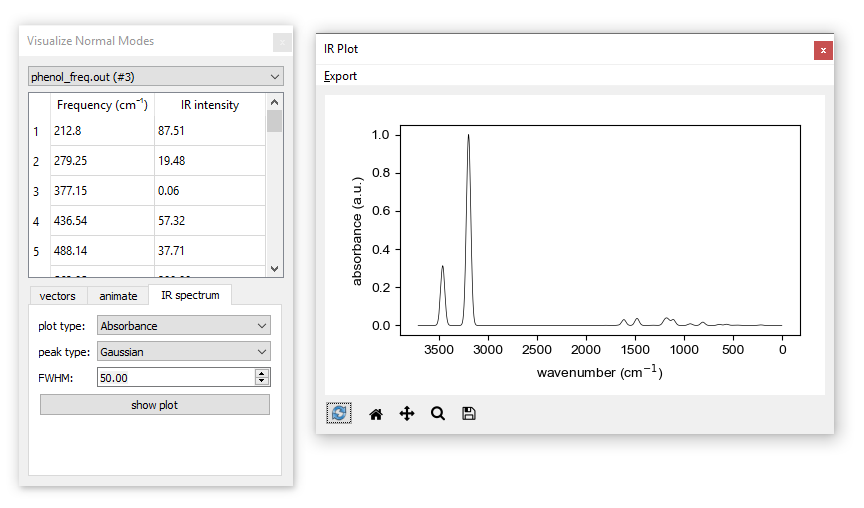 Visualize Normal Modes
phenol_freq.out (#3)
Frequency (cm⁻¹) IR intensity
1 212.8 87.51
2 279.25 19.48
3 377.15 0.06
4 436.54 57.32
5 488.14 37.71
vectors animate IR spectrum
plot type: Absorbance
peak type: Gaussian
FWHM: 50.00
show plot
IR Plot
Export
absorbance (a.u.)
1.0
0.8
0.6
0.4
0.2
0.0
3500 3000 2500 2000 1500 1000 500 0
wavenumber (cm⁻¹)